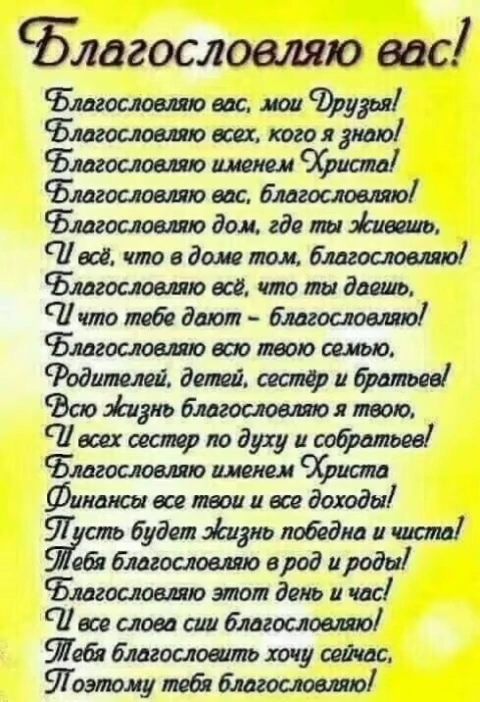 Благословляю вас!
Благословляю вас, мои Друзья!
Благословляю всех, кого я знаю!
Благословляю именем Христа!
Благословляю вас, благословляю!
Благословляю дом, где ты живешь,
И всё, что в доме том, благословляю!
Благословляю всё, что ты даешь,
И что тебе дают - благословляю!
Благословляю всю твою семью,
Родителей, детей, сестёр и братьев!
Всю жизнь благословляю я твою,
И всех сестер по духу и собратьев!
Благословляю именем Христа
Финансы все твои и все доходы!
Пусть будет жизнь победна и чиста!
Тебя благословляю в род и роды!
Благословляю этот день и час!
И все слова сии благословляю!
Тебя благословить хочу сейчас,
Поэтому тебя благословляю!